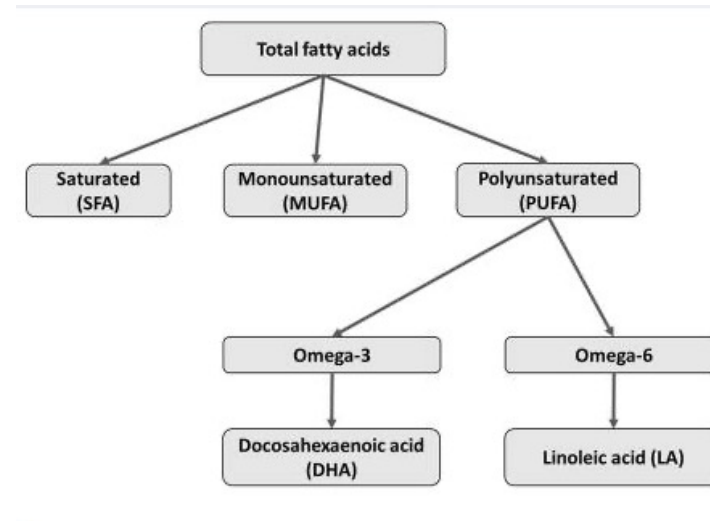 Total fatty acids
Saturated
(SFA)
Monounsaturated
(MUFA)
Polyunsaturated
(PUFA)
Omega-3
Omega-6
Docosahexaenoic acid
(DHA)
Linoleic acid (LA)